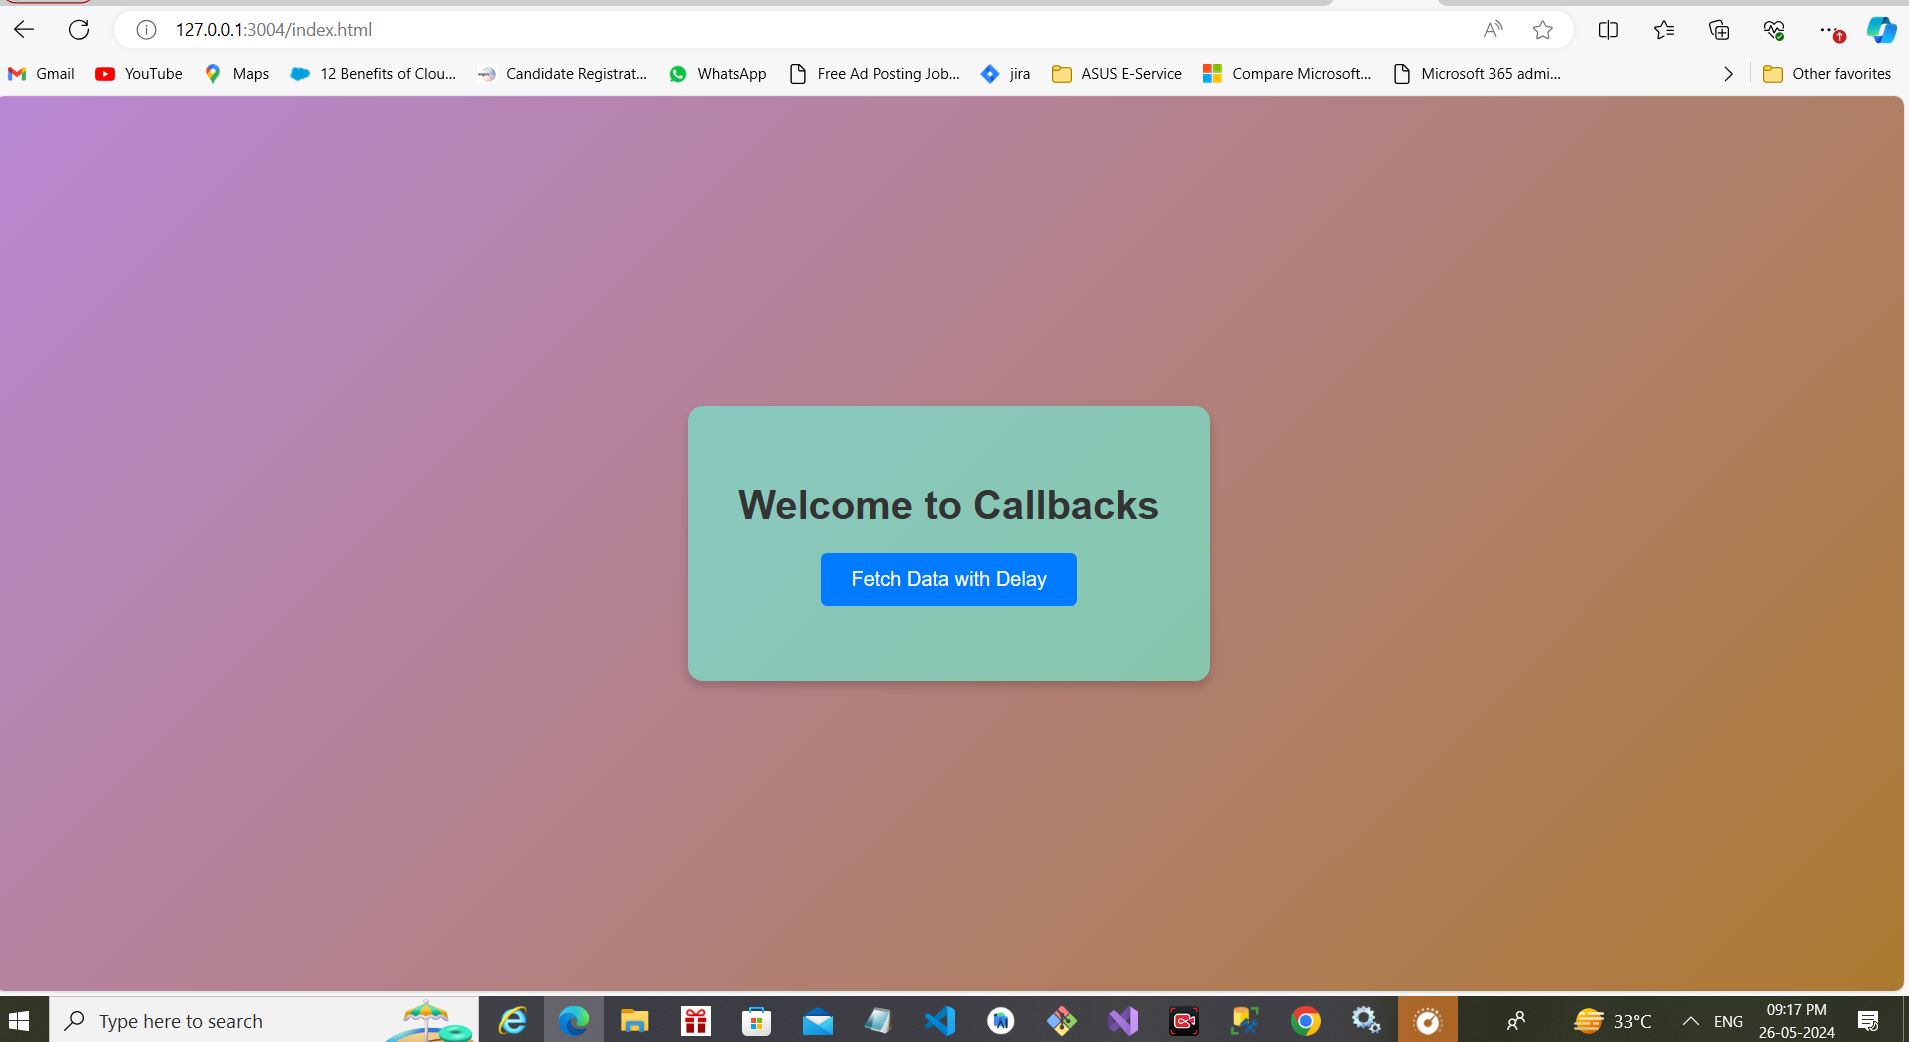 127.0.0.1:3004/index.html
Gmail YouTube Maps 12 Benefits of Clou... Candidate Registrat... WhatsApp Free Ad Posting Job... jira ASUS E-Service Compare Microsoft... Microsoft 365 admi... Other favorites
Welcome to Callbacks
Fetch Data with Delay
Type here to search
33°C ENG 09:17 PM
26-05-2024